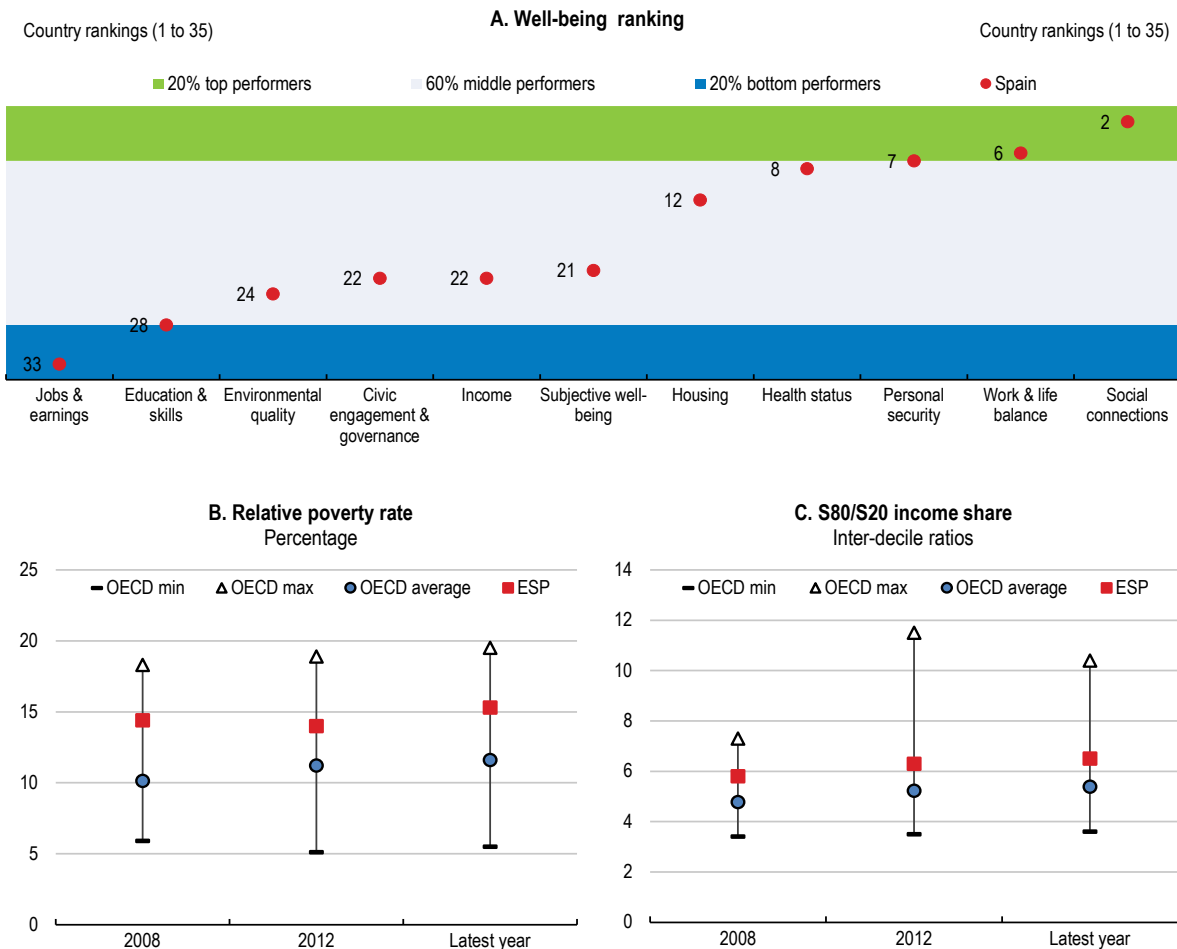 A. Well-being ranking
Country rankings (1 to 35)
Country rankings (1 to 35)
20% top performers
60% middle performers
20% bottom performers
Spain
33
28
24
22
22
21
12
8
7
6
2
Jobs & earnings
Education & skills
Environmental quality
Civic engagement & governance
Income
Subjective well-being
Housing
Health status
Personal security
Work & life balance
Social connections
B. Relative poverty rate
Percentage
25
20
15
10
5
0
OECD min
OECD max
OECD average
ESP
2008
2012
Latest year
C. S80/S20 income share
Inter-decile ratios
14
12
10
8
6
4
2
0
OECD min
OECD max
OECD average
ESP
2008
2012
Latest year